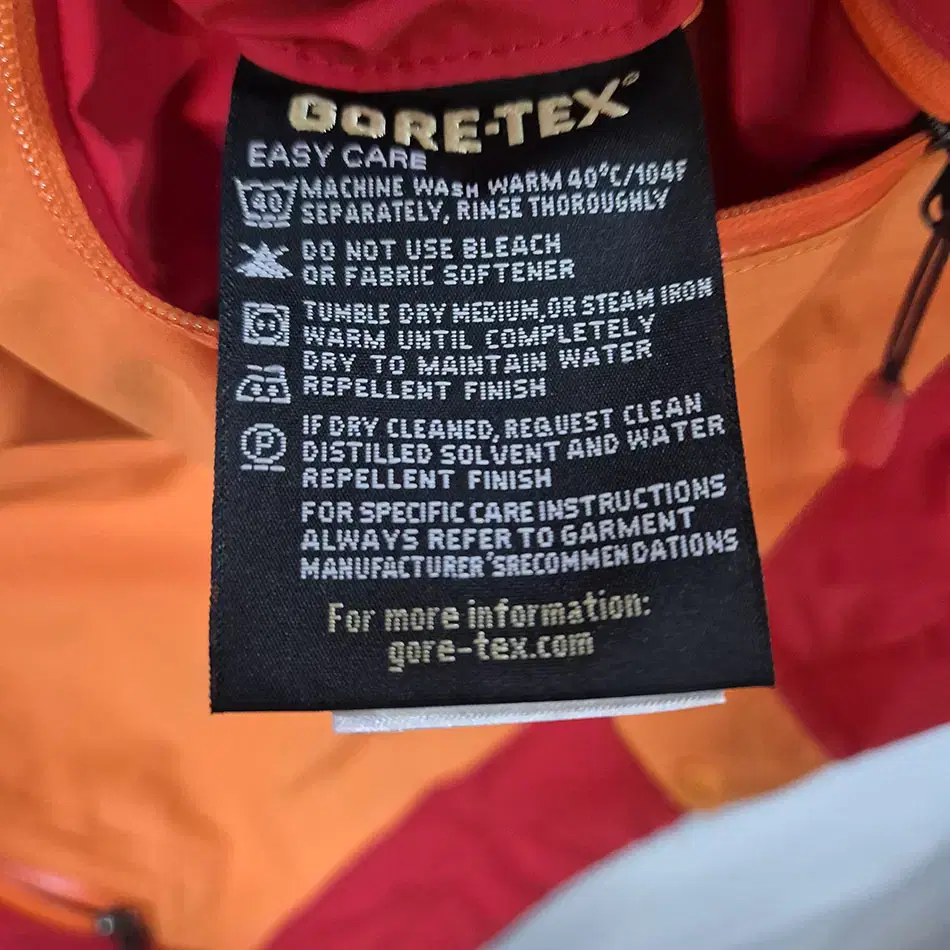 GORE-TEX®
EASY CARE
40
MACHINE WASH WARM 40°C/104F
SEPARATELY, RINSE THOROUGHLY
DO NOT USE BLEACH
OR FABRIC SOFTENER
TUMBLE DRY MEDIUM, OR STEAM IRON
WARM UNTIL COMPLETELY
DRY TO MAINTAIN WATER
REPELLENT FINISH
P
IF DRY CLEANED, REQUEST CLEAN
DISTILLED SOLVENT AND WATER
REPELLENT FINISH
FOR SPECIFIC CARE INSTRUCTIONS
ALWAYS REFER TO GARMENT
MANUFACTURER'S RECOMMENDATIONS
For more information:
gore-tex.com